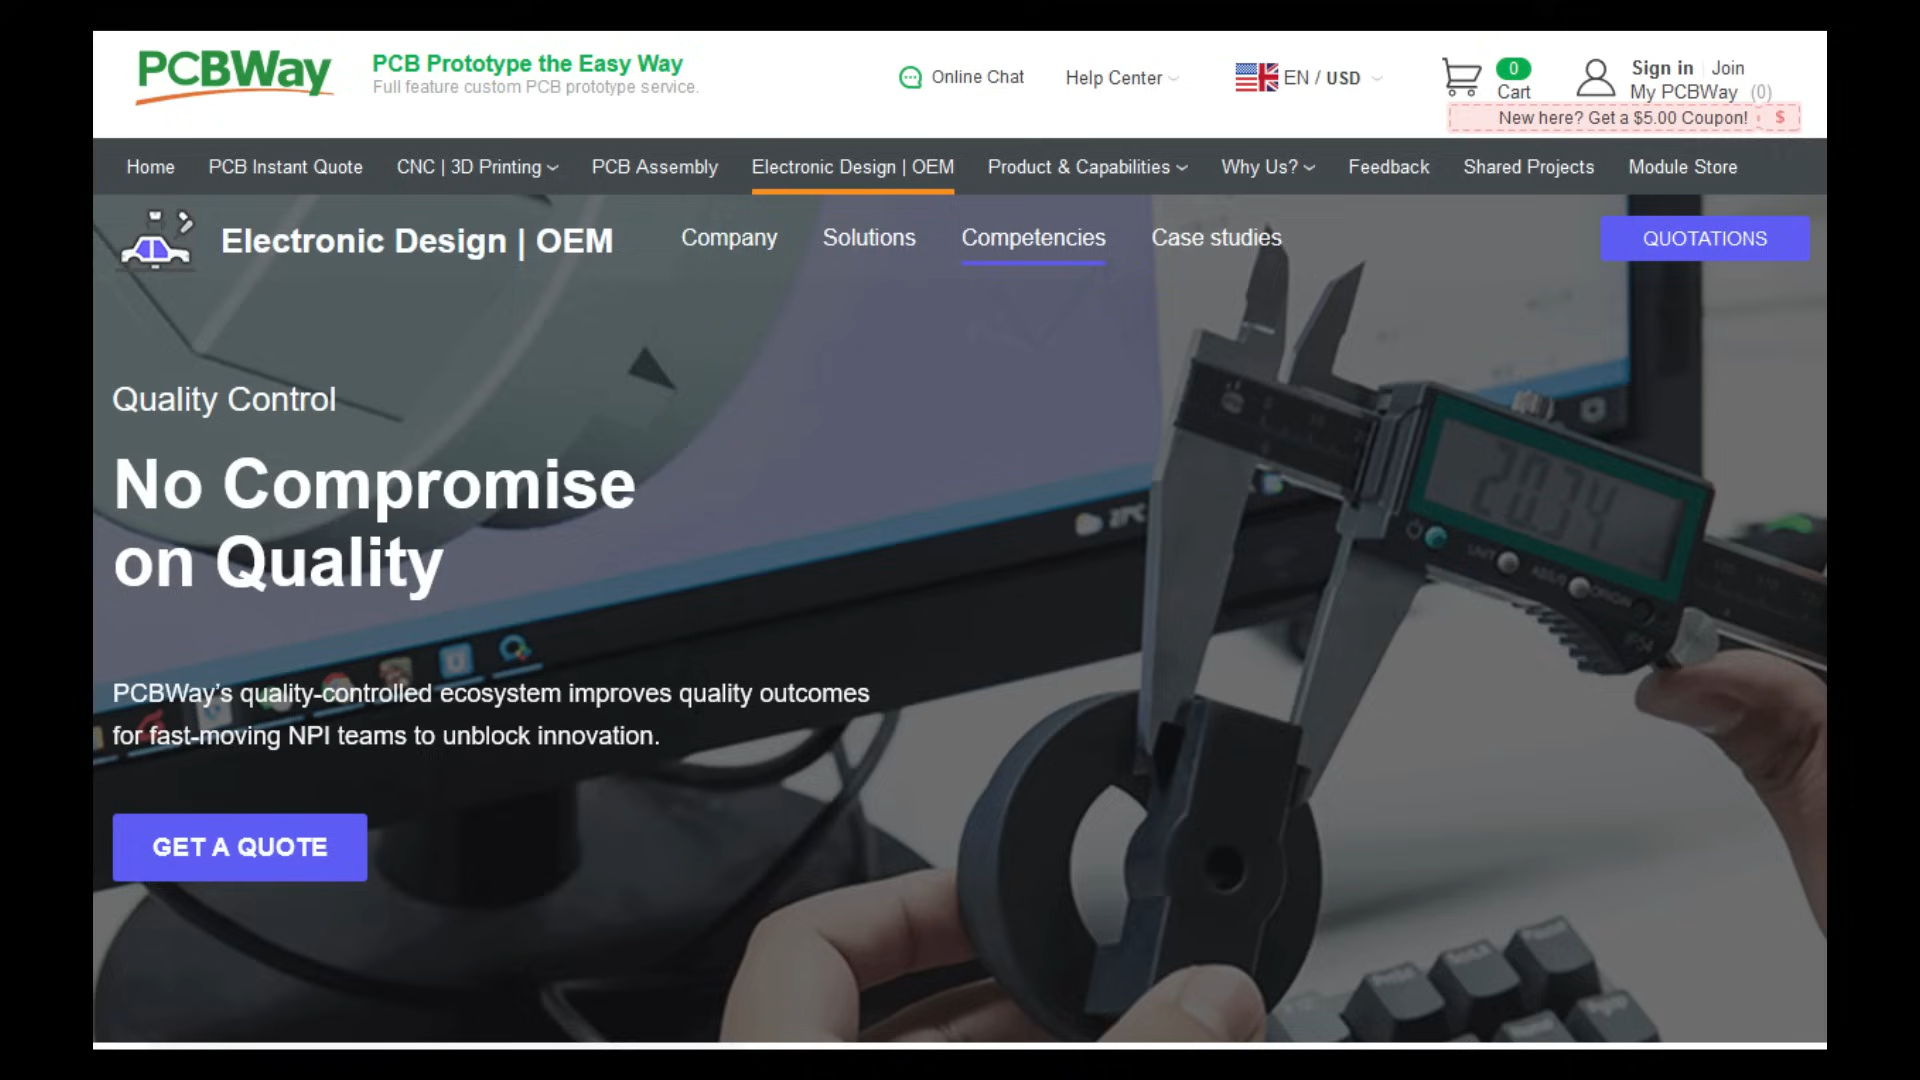 PCBWay
PCB Prototype the Easy Way
Full feature custom PCB prototype service.
Online Chat
Help Center
EN / USD
0
Cart
Sign in | Join
My PCBWay (0)
New here? Get a $5.00 Coupon! $
Home
PCB Instant Quote
CNC | 3D Printing
PCB Assembly
Electronic Design | OEM
Product & Capabilities
Why Us?
Feedback
Shared Projects
Module Store
Electronic Design | OEM
Company
Solutions
Competencies
Case studies
QUOTATIONS
Quality Control
No Compromise
on Quality
20.34
PCBWay’s quality-controlled ecosystem improves quality outcomes
for fast-moving NPI teams to unblock innovation.
GET A QUOTE